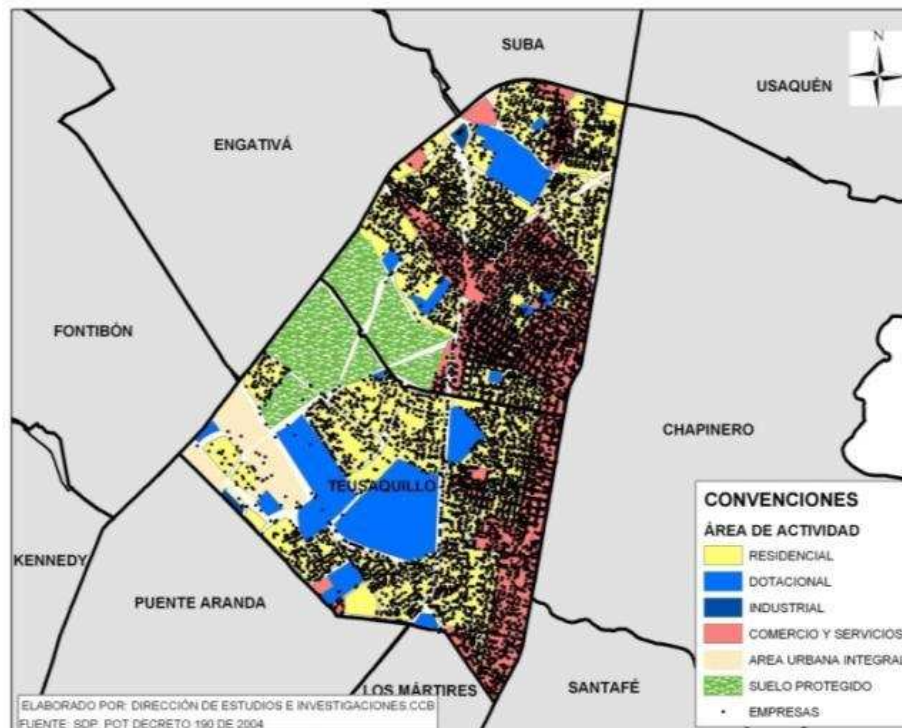 SUBA
N
USAQUÉN
ENGATIVÁ
FONTIBÓN
CHAPINERO
TEUSAQUILLO
KENNEDY
PUENTE ARANDA
LOS MÁRTIRES
SANTAFÉ
CONVENCIONES
ÁREA DE ACTIVIDAD
RESIDENCIAL
DOTACIONAL
INDUSTRIAL
COMERCIO Y SERVICIOS
AREA URBANA INTEGRAL
SUELO PROTEGIDO
EMPRESAS
ELABORADO POR: DIRECCIÓN DE ESTUDIOS E INVESTIGACIONES.CCB
FUENTE: SDP. POT DECRETO 190 DE 2004